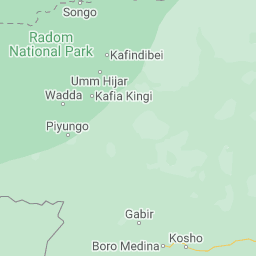 Songo
Radom
National Park
Kafindibei
Umm Hijar
Wadda
Kafia Kingi
Piyungo
Gabir
Boro Medina
Kosho